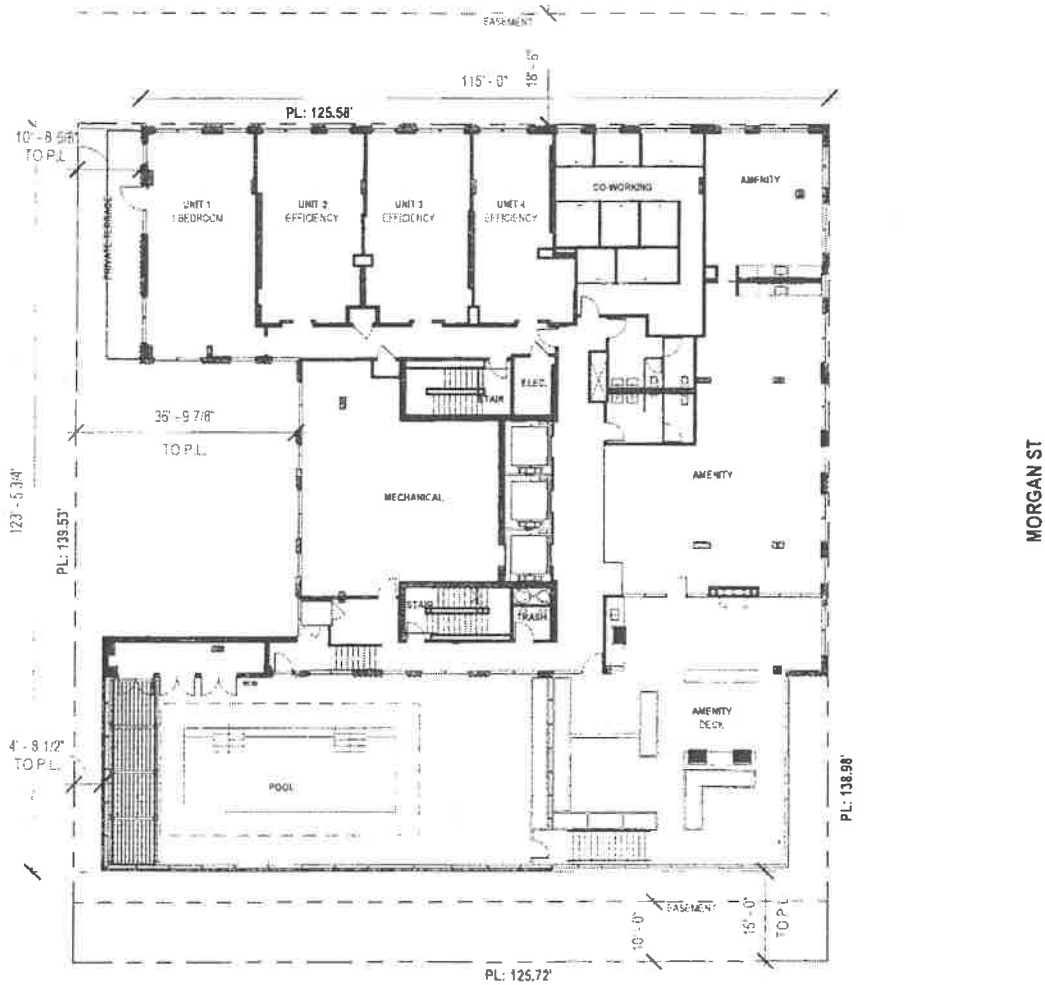 EASEMENT
115' - 0"
PL: 125.58'
10' - 8 5/8"
TO P.L.
UNIT 1
1 BEDROOM
UNIT 2
EFFICIENCY
UNIT 3
EFFICIENCY
UNIT 4
EFFICIENCY
CO-WORKING
AMENITY
PRIVATE TERRACE
STAIR
ELEC.
36' - 9 7/8"
TO P.L.
123' - 5 3/4"
PL: 139.53'
MECHANICAL
AMENITY
MORGAN ST
STAIR
TRASH
AMENITY
DECK
4' - 8 1/2"
TO P.L.
POOL
PL: 138.98'
EASEMENT
10' - 0"
15' - 0"
TO P.L.
PL: 125.72'